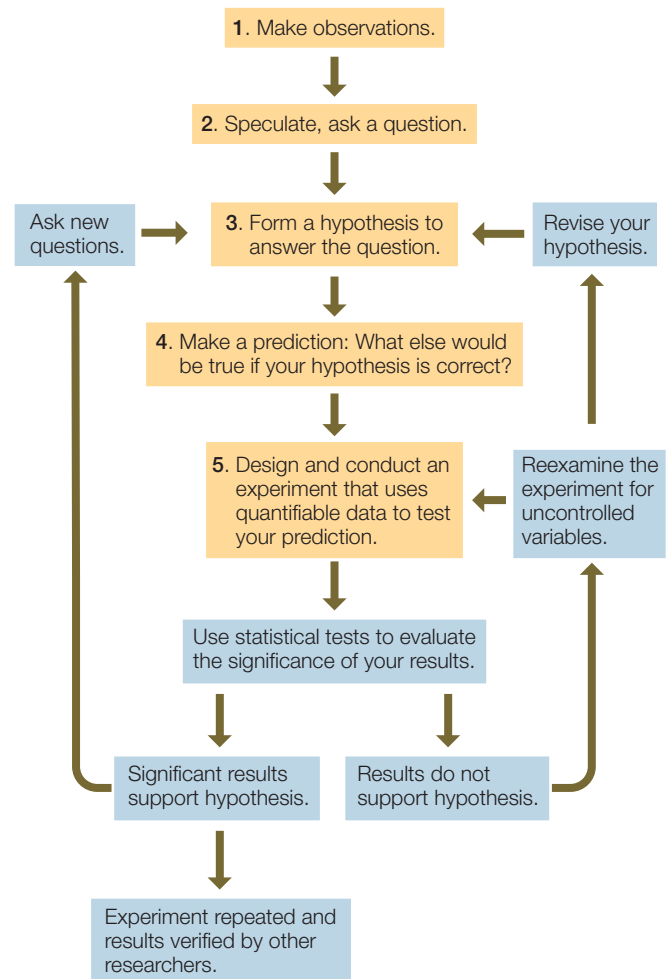 1. Make observations.
2. Speculate, ask a question.
Ask new
questions.
3. Form a hypothesis to
answer the question.
Revise your
hypothesis.
4. Make a prediction: What else would
be true if your hypothesis is correct?
5. Design and conduct an
experiment that uses
quantifiable data to test
your prediction.
Reexamine the
experiment for
uncontrolled
variables.
Use statistical tests to evaluate
the significance of your results.
Significant results
support hypothesis.
Results do not
support hypothesis.
Experiment repeated and
results verified by other
researchers.